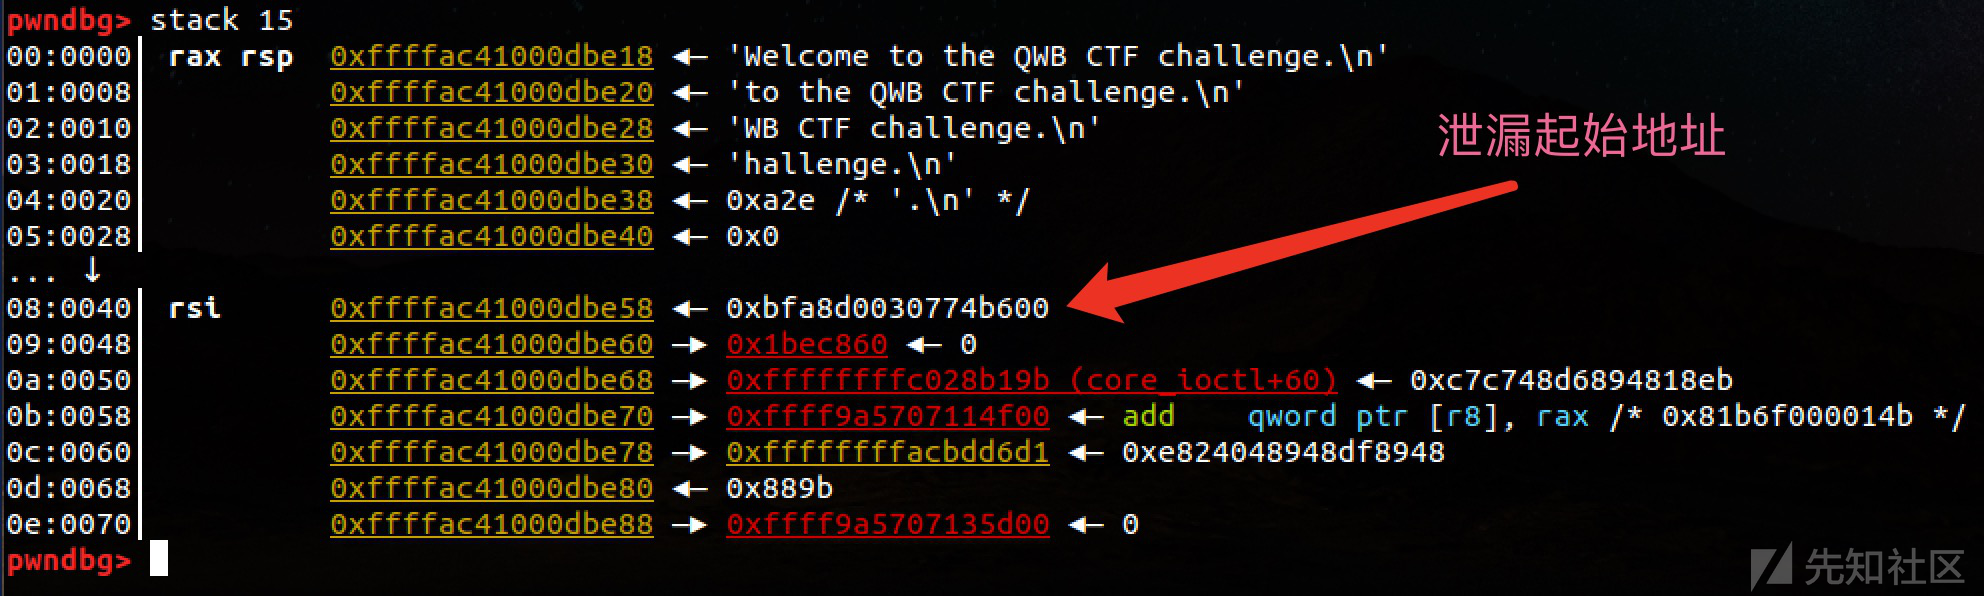 pwndbg> stack 15
00:0000│ rax rsp 0xffffac41000dbe18 ◂— 'Welcome to the QWB CTF challenge.\n'
01:0008│ 0xffffac41000dbe20 ◂— 'to the QWB CTF challenge.\n'
02:0010│ 0xffffac41000dbe28 ◂— 'WB CTF challenge.\n'
泄漏起始地址
03:0018│ 0xffffac41000dbe30 ◂— 'hallenge.\n'
04:0020│ 0xffffac41000dbe38 ◂— 0xa2e /* '.\n' */
05:0028│ 0xffffac41000dbe40 ◂— 0x0
... ↓
08:0040│ rsi 0xffffac41000dbe58 ◂— 0xbfa8d0030774b600
09:0048│ 0xffffac41000dbe60 —▸ 0x1bec860 ◂— 0
0a:0050│ 0xffffac41000dbe68 —▸ 0xffffffffc028b19b (core_ioctl+60) ◂— 0xc7c748d6894818eb
0b:0058│ 0xffffac41000dbe70 —▸ 0xffff9a5707114f00 ◂— add qword ptr [r8], rax /* 0x81b6f000014b */
0c:0060│ 0xffffac41000dbe78 —▸ 0xffffffffacbdd6d1 ◂— 0xe824048948df8948
0d:0068│ 0xffffac41000dbe80 ◂— 0x889b
0e:0070│ 0xffffac41000dbe88 —▸ 0xffff9a5707135d00 ◂— 0
pwndbg>
先知社区